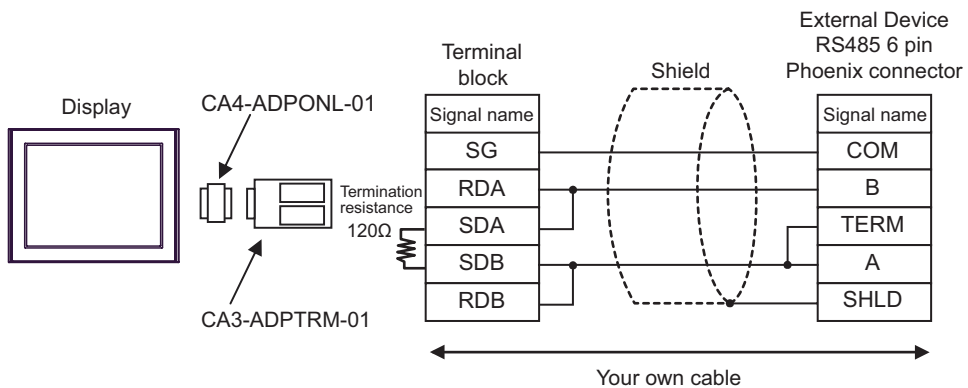 External Device
RS485 6 pin
Phoenix connector
Terminal
block
Shield
Display
CA4-ADPONL-01
Signal name
Signal name
SG
COM
RDA
B
Termination
resistance
120Ω
SDA
TERM
SDB
A
RDB
SHLD
CA3-ADPTRM-01
Your own cable